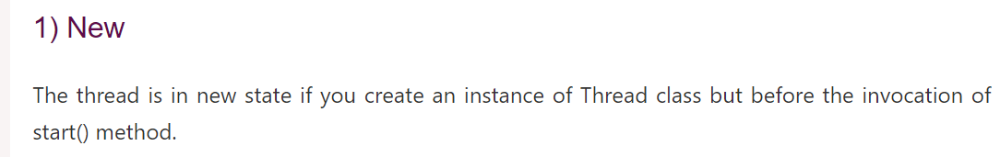 1) New
The thread is in new state if you create an instance of Thread class but before the invocation of
start() method.